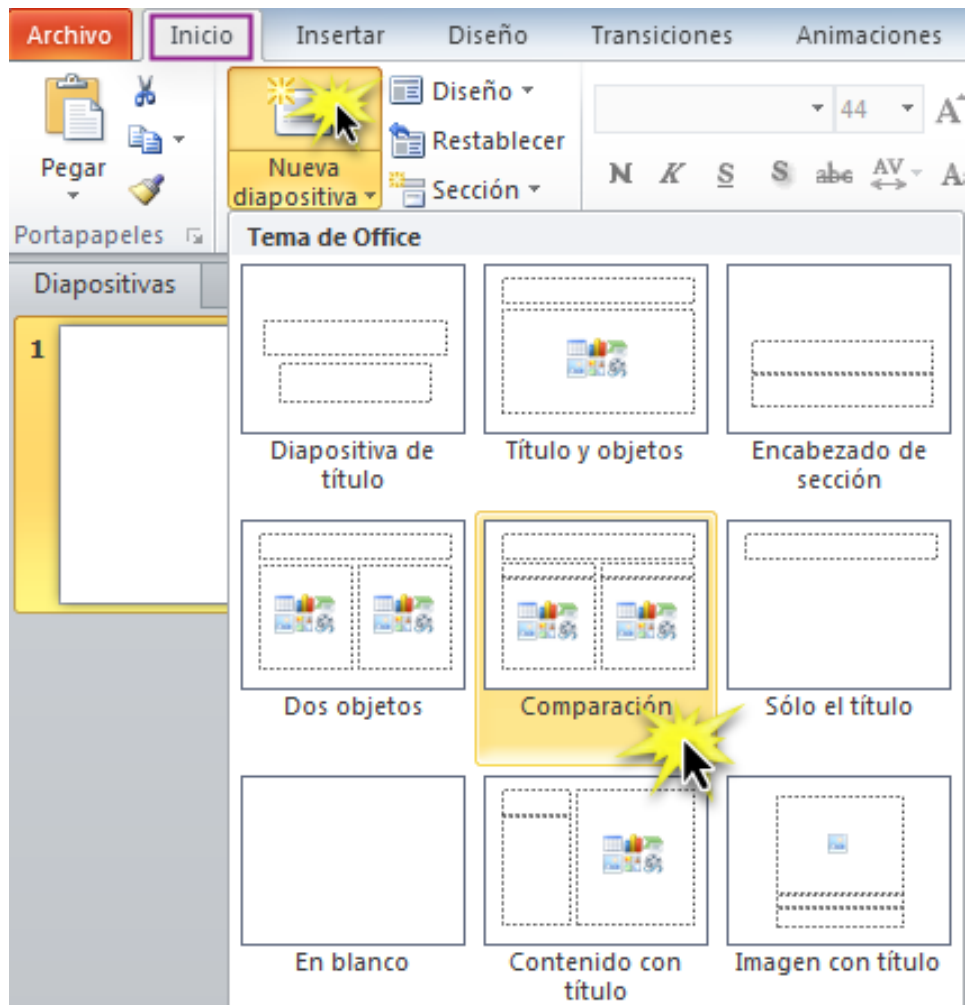 Archivo Inicio Insertar Diseño Transiciones Animaciones
Pegar
Nueva
diapositiva
Diseño
Restablecer
Sección
44 A
N K S S abc AV A
Portapapeles
Diapositivas
1
Tema de Office
Diapositiva de
título
Título y objetos
Encabezado de
sección
Dos objetos
Comparación
Sólo el título
En blanco
Contenido con
título
Imagen con título